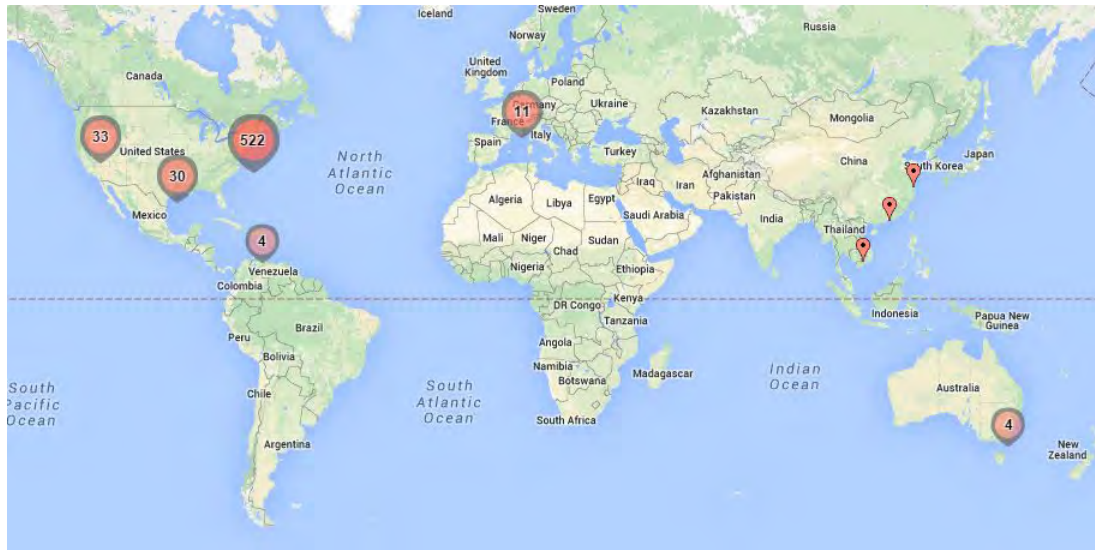 Iceland
Sweden
Norway
Russia
United
Kingdom
Canada
Poland
11
Germany
Ukraine
Kazakhstan
Mongolia
France
33
522
United States
Spain
Italy
Turkey
China
South Korea
Japan
North
Atlantic
Ocean
Afghanistan
Iraq
Iran
Pakistan
30
Algeria
Libya
Egypt
Saudi Arabia
India
Mexico
Thailand
4
Mali
Niger
Chad
Sudan
Venezuela
Nigeria
Ethiopia
Colombia
DR Congo
Kenya
Indonesia
Papua New
Guinea
Tanzania
Brazil
Peru
Angola
Bolivia
Namibia
Botswana
Madagascar
Indian
Ocean
South
Pacific
Ocean
Chile
South
Atlantic
Ocean
Australia
South Africa
4
Argentina
New
Zealand